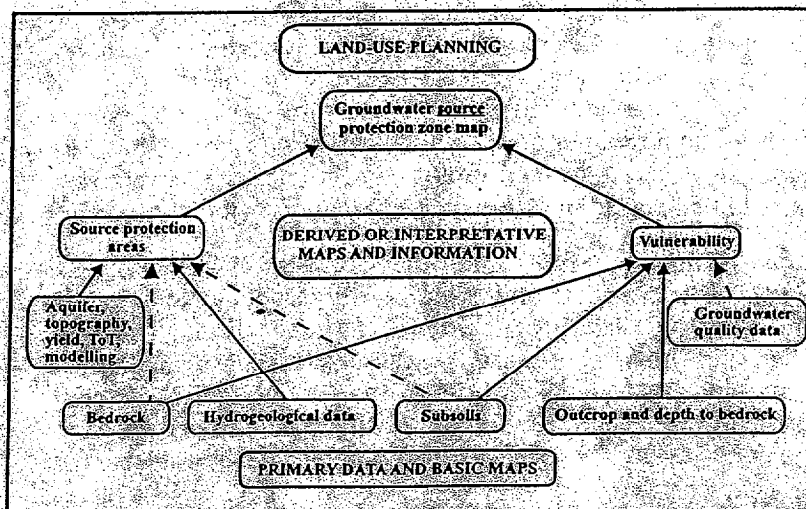 LAND-USE PLANNING
Groundwater source
protection zone map
Source protection
areas
DERIVED OR INTERPRETATIVE
MAPS AND INFORMATION
Vulnerability
Aquifer,
topography,
yield, ToT,
modelling
Groundwater
quality data
Bedrock
Hydrogeological data
Subsoils
Outcrop and depth to bedrock
PRIMARY DATA AND BASIC MAPS